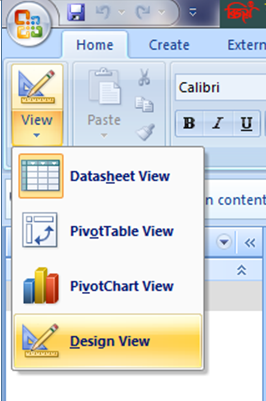 Home Create Extern
View Paste Calibri
B I U
Datasheet View
n content
PivotTable View
PivotChart View
Design View